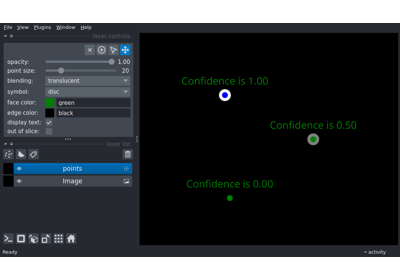 File View Plugins Window Help
layer controls
opacity: 1.00
point size: 20
blending: translucent
symbol: disc
face color: green
edge color: black
display text:
out of slice:
layer list
points
Image
Ready
activity
Confidence is 1.00
Confidence is 0.50
Confidence is 0.00